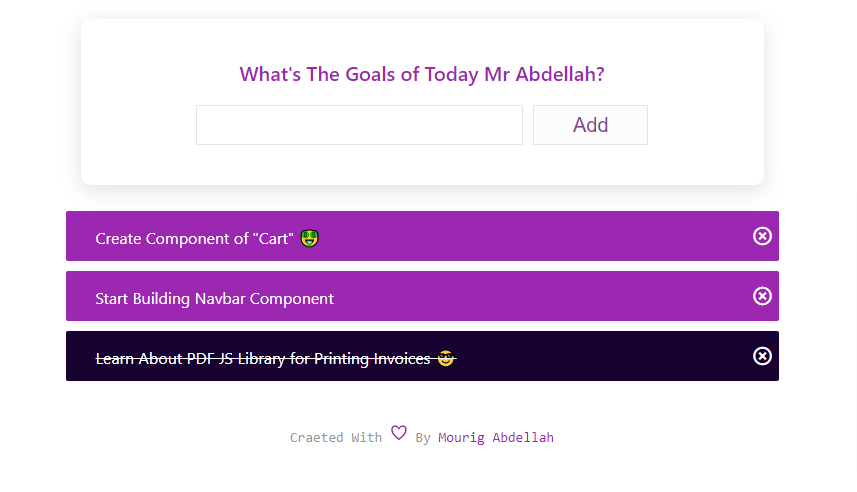 What's The Goals of Today Mr Abdellah?
Add
Create Component of "Cart" 🤑
Start Building Navbar Component
Learn About PDF JS Library for Printing Invoices 😎
Craeted With ♡ By Mourig Abdellah